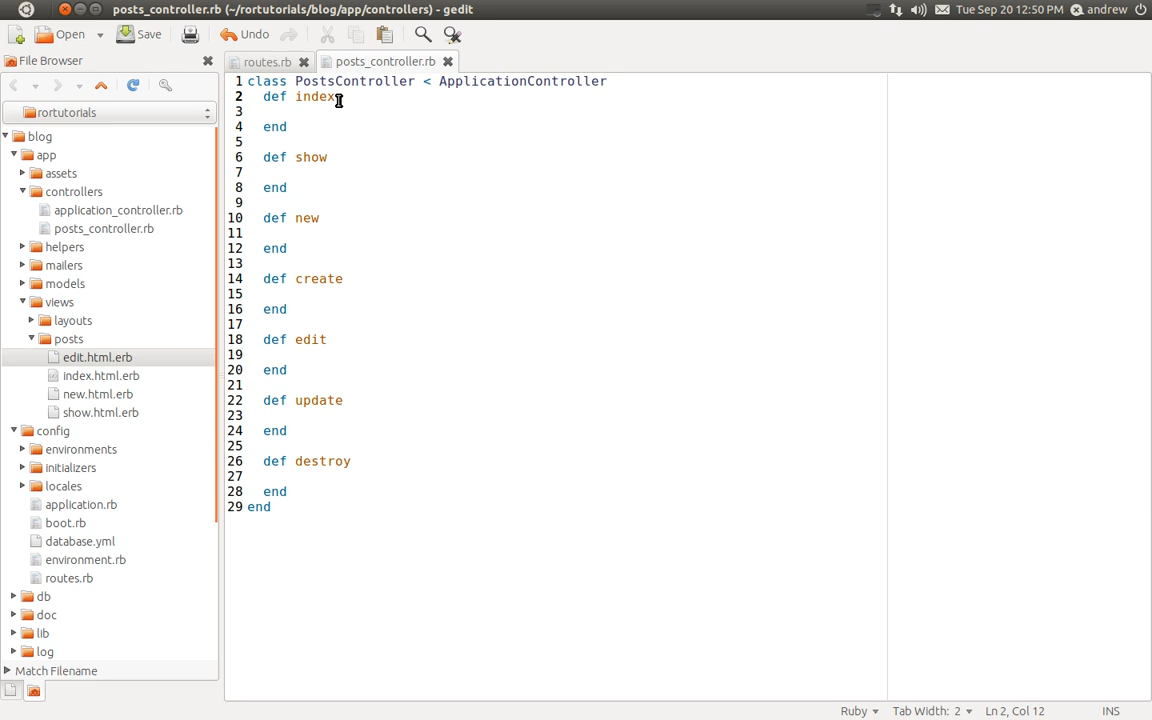 posts_controller.rb (~/rortutorials/blog/app/controllers) - gedit
Tue Sep 20 12:50 PM
andrew
Open
Save
Undo
File Browser
routes.rb
posts_controller.rb
rortutorials
blog
app
assets
controllers
application_controller.rb
posts_controller.rb
helpers
mailers
models
views
layouts
posts
edit.html.erb
index.html.erb
new.html.erb
show.html.erb
config
environments
initializers
locales
application.rb
boot.rb
database.yml
environment.rb
routes.rb
db
doc
lib
log
Match Filename
1 class PostsController < ApplicationController
2 def index
3
4 end
5
6 def show
7
8 end
9
10 def new
11
12 end
13
14 def create
15
16 end
17
18 def edit
19
20 end
21
22 def update
23
24 end
25
26 def destroy
27
28 end
29 end
Ruby
Tab Width: 2
Ln 2, Col 12
INS